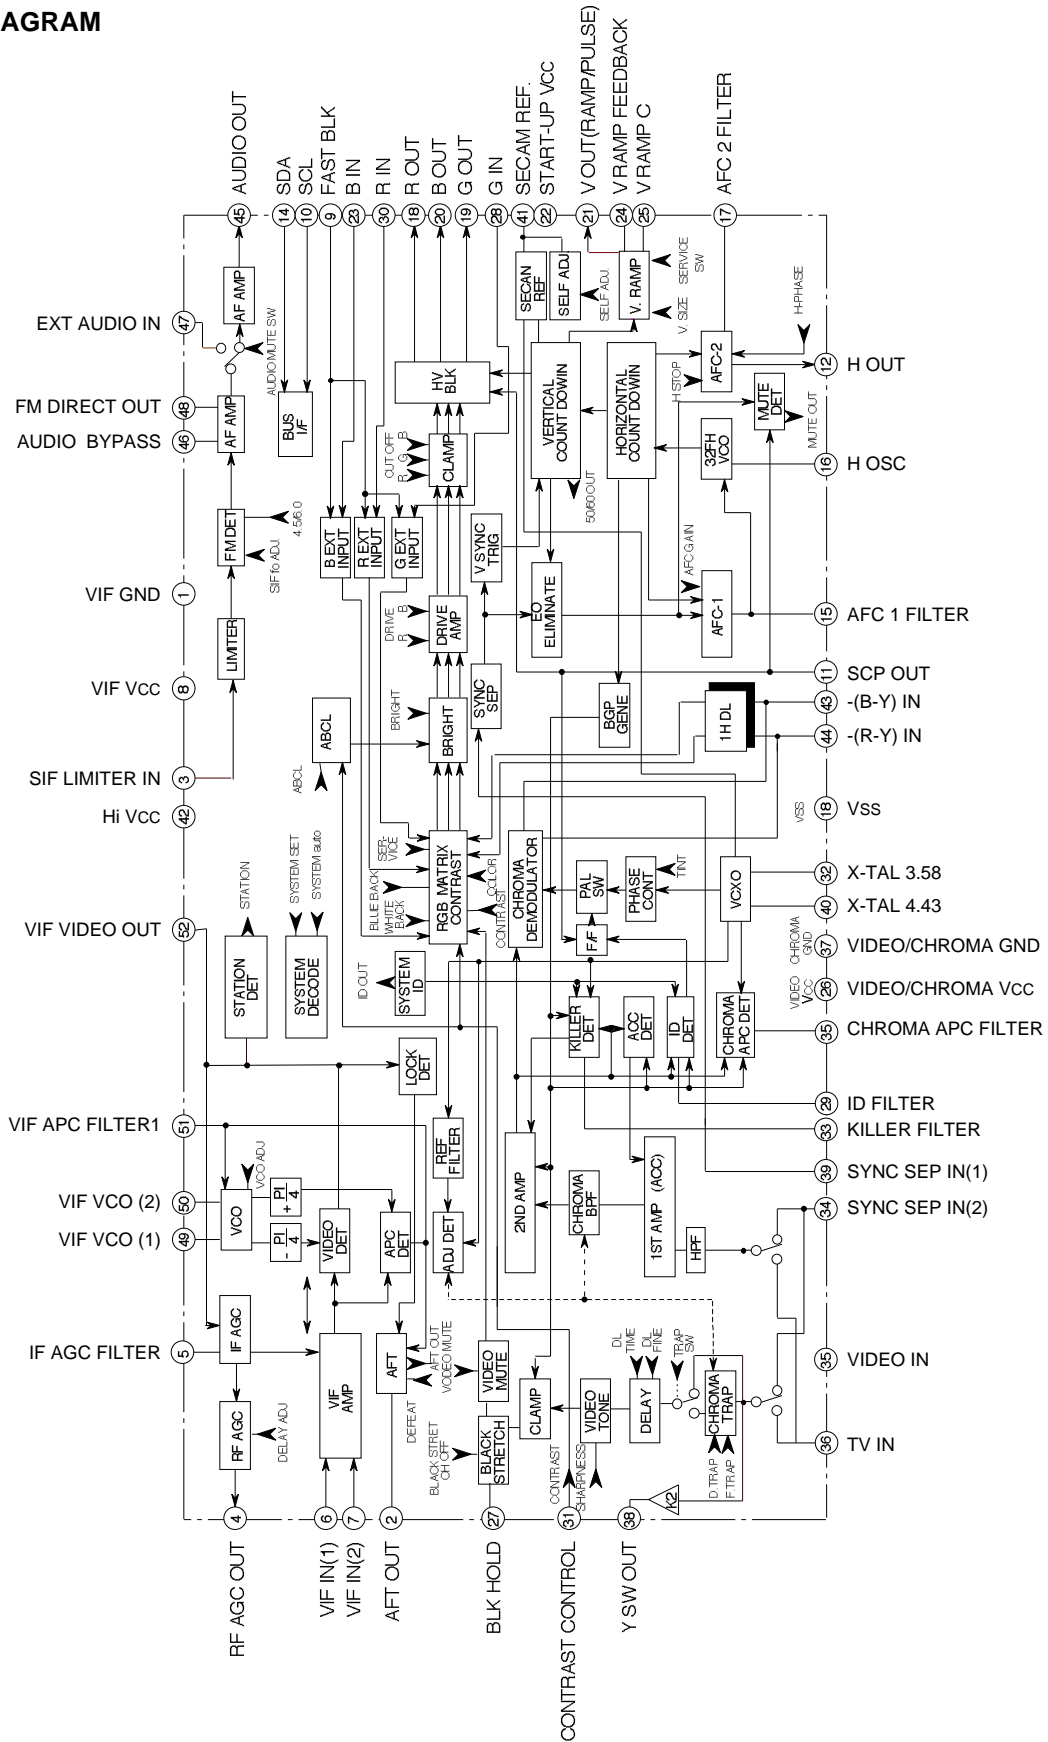 AGRAM
AUDIO OUT
SDA
SCL
FAST BLK
B IN
R IN
R OUT
B OUT
G OUT
G IN
SECAM REF.
START-UP VCC
V OUT(RAMP/PULSE)
V RAMP FEEDBACK
V RAMP C
AFC 2 FILTER
45
14
10
9
23
30
18
20
19
28
41
22
21
24
25
17
EXT AUDIO IN
47
FM DIRECT OUT
48
AUDIO BYPASS
46
VIF GND
1
VIF VCC
8
SIF LIMITER IN
3
Hi VCC
42
VIF VIDEO OUT
52
VIF APC FILTER1
51
VIF VCO (2)
50
VIF VCO (1)
49
IF AGC FILTER
5
12
H OUT
16
H OSC
15
AFC 1 FILTER
11
SCP OUT
43
-(B-Y) IN
44
-(R-Y) IN
18
VSS
32
X-TAL 3.58
40
X-TAL 4.43
37
VIDEO/CHROMA GND
26
VIDEO/CHROMA VCC
35
CHROMA APC FILTER
29
ID FILTER
33
KILLER FILTER
39
SYNC SEP IN(1)
34
SYNC SEP IN(2)
35
VIDEO IN
36
TV IN
AF AMP
AUDIO MUTE SW
AF AMP
BUS
I/F
FM DET
4.5/6.0
SIF fo ADJ.
LIMITER
HV
BLK
CUT OFF
R G B
CLAMP
B EXT
INPUT
R EXT
INPUT
G EXT
INPUT
DRIVE
R B
DRIVE
AMP
ABCL
ABCL
BRIGHT
BRIGHT
SECAN
REF
SELF ADJ
SELF ADJ.
V. RAMP
SERVICE
SW
V. SIZE
VERTICAL
COUNT DOWN
HORIZONTAL
COUNT DOWN
50/60 OUT
AFC-2
H STOP
H-PHASE
MUTE
DET
MUTE OUT
32FH
VCO
V SYNC
TRIG
EO
ELIMINATE
AFC GAIN
AFC-1
SYNC
SEP
BGP
GENE
1H DL
VSS
STATION
STATION
DET
SYSTEM SET
SYSTEM auto
SYSTEM
DECODE
SER-
VICE
BLUE BACK
WHITE
BACK
RGB MATRIX
CONTRAST
COLOR
CONTRAST
CHROMA
DEMODULATOR
PAL
SW
PHASE
CONT
TINT
VCXO
F/F
CHROMA
GND
VIDEO
VCC
ID OUT
SYSTEM
ID
KILLER
DET
ACC
DET
ID
DET
CHROMA
APC DET
LOCK
DET
REF
FILTER
2ND AMP
CHROMA
BPF
1ST AMP (ACC)
HPF
VCO ADJ
VCO
PI
+ 4
PI
- 4
VIDEO
DET
APC
DET
ADJ DET
IF AGC
VIF
AMP
AFT
AFT OUT
VODEO MUTE
DEFEAT
VIDEO
MUTE
RF AGC
DELAY ADJ
BLACK STRET
CH OFF
BLACK
STRETCH
CLAMP
VIDEO
TONE
CONTRAST
SHARPNESS
DELAY
DL
TIME
DL
FINE
TRAP
SW
CHROMA
TRAP
D.TRAP
F.TRAP
K2
4
6
7
2
27
31
38
RF AGC OUT
VIF IN(1)
VIF IN(2)
AFT OUT
BLK HOLD
CONTRAST CONTROL
Y SW OUT